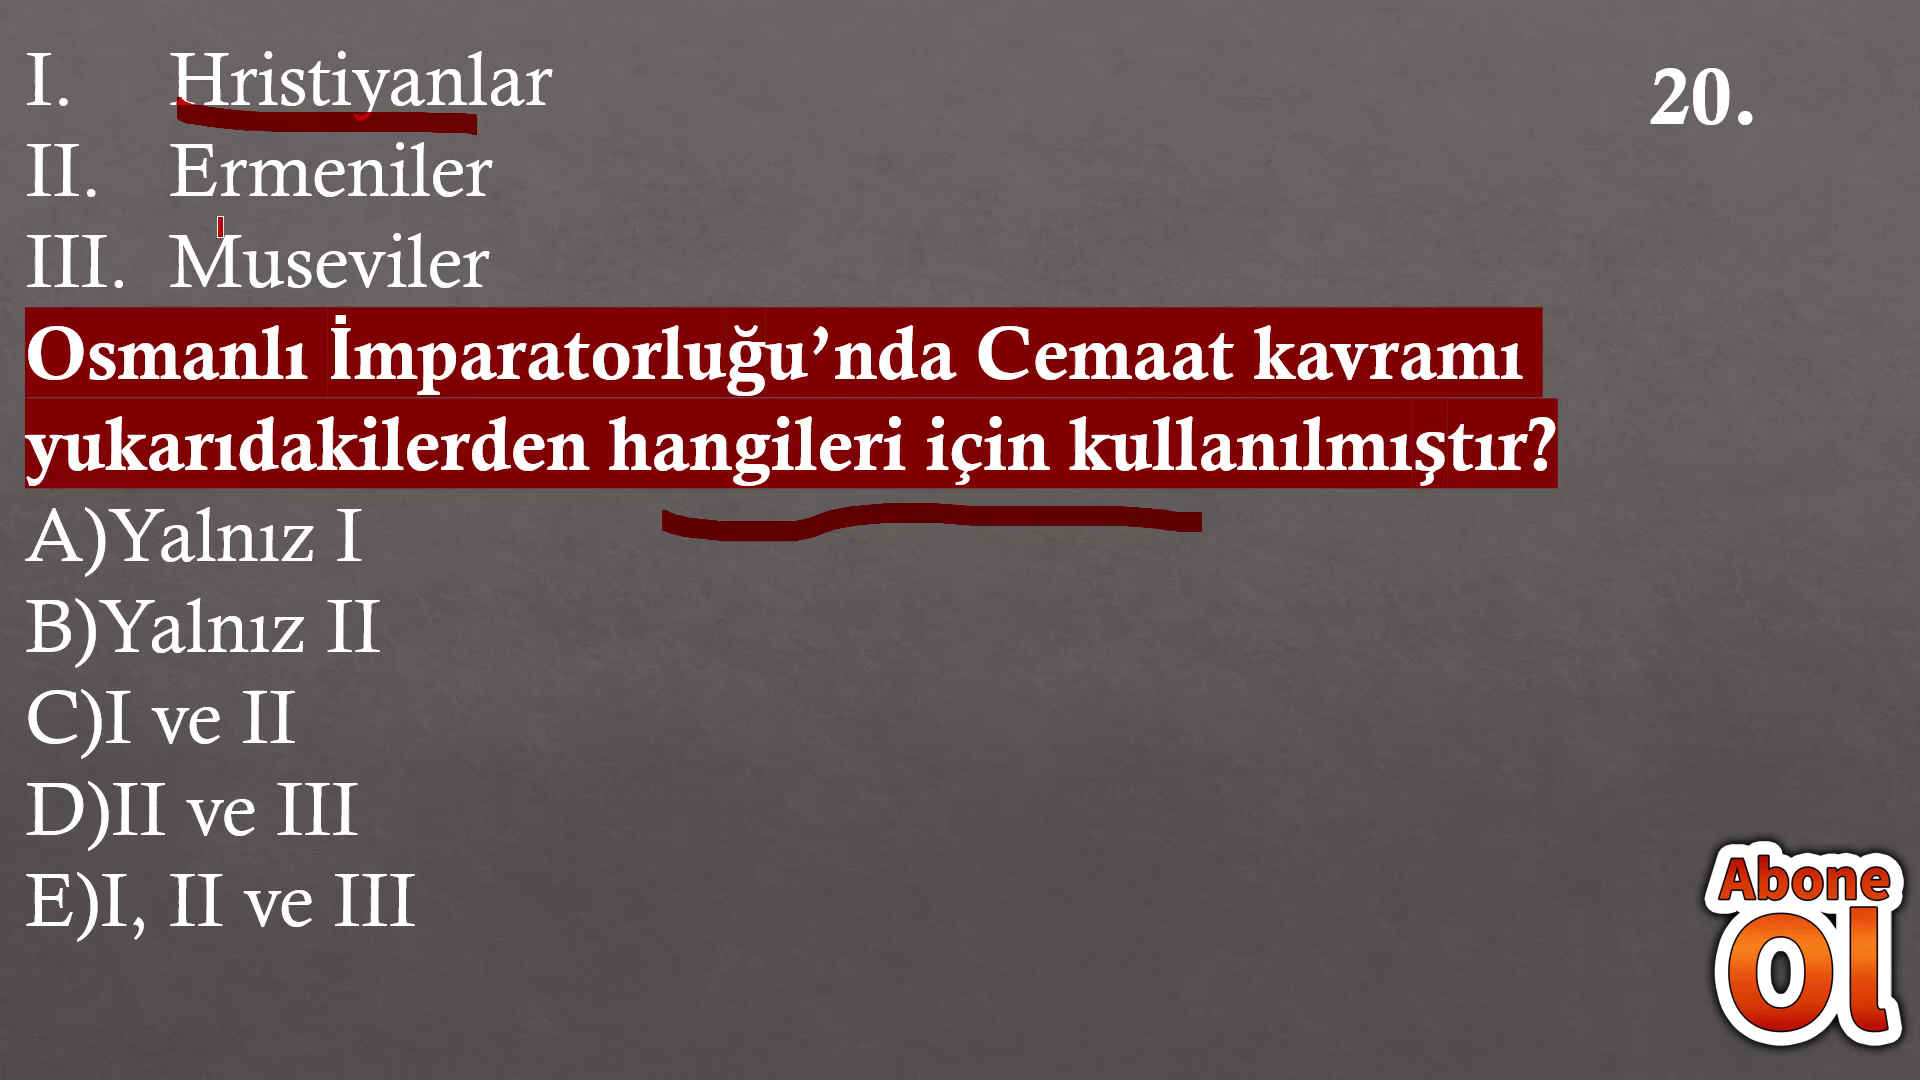 I. Hristiyanlar
20.
II. Ermeniler
III. Museviler
Osmanlı İmparatorluğu’nda Cemaat kavramı
yukarıdakilerden hangileri için kullanılmıştır?
A)Yalnız I
B)Yalnız II
C)I ve II
D)II ve III
E)I, II ve III
Abone
Ol